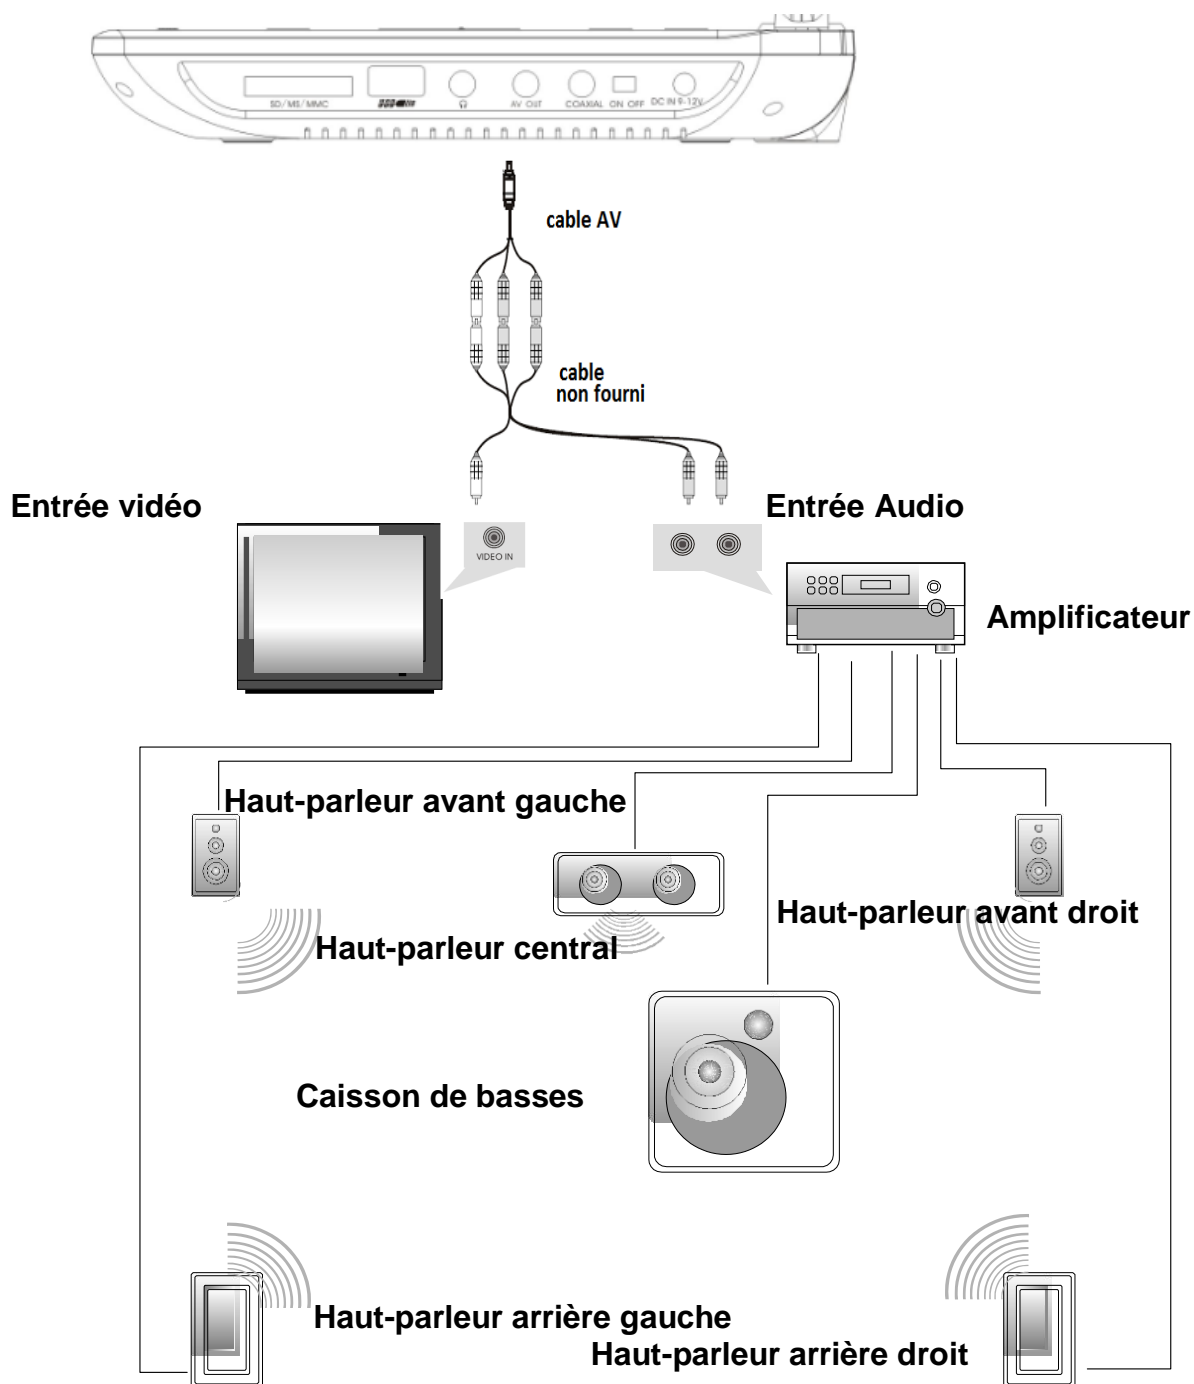 SD/MS/MMC
AV OUT
COAXIAL
ON OFF
DC IN 9-12V
cable AV
cable
non fourni
Entrée vidéo
Entrée Audio
VIDEO IN
Amplificateur
Haut-parleur avant gauche
Haut-parleur avant droit
Haut-parleur central
Caisson de basses
Haut-parleur arrière gauche
Haut-parleur arrière droit